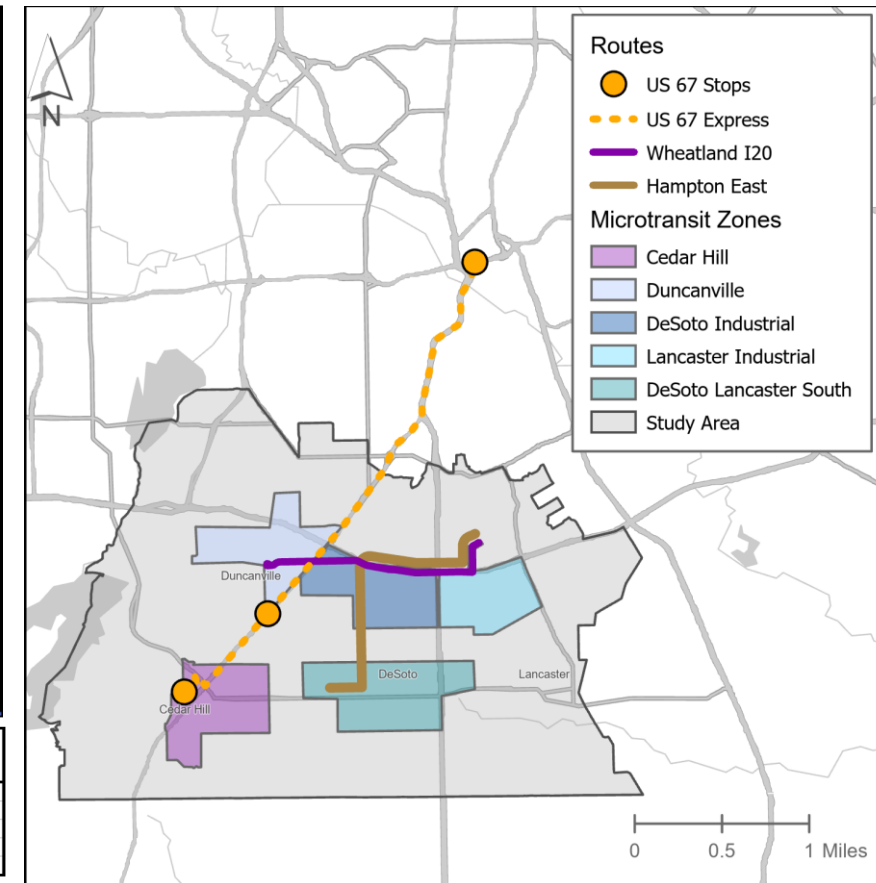 N
Routes
US 67 Stops
US 67 Express
Wheatland I20
Hampton East
Microtransit Zones
Cedar Hill
Duncanville
DeSoto Industrial
Lancaster Industrial
DeSoto Lancaster South
Study Area
Duncanville
DeSoto
Lancaster
Cedar Hill
0 0.5 1 Miles